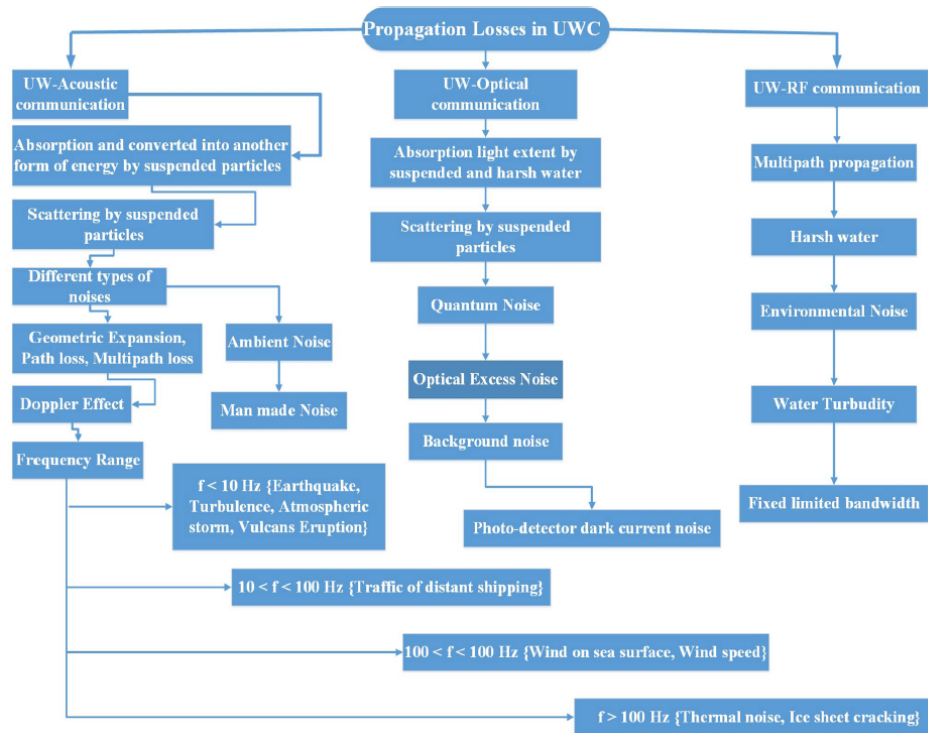 Propagation Losses in UWC
UW-Acoustic
communication
Absorption and converted into another
form of energy by suspended particles
Scattering by suspended
particles
Different types of
noises
Ambient Noise
Man made Noise
Geometric Expansion,
Path loss, Multipath loss
Doppler Effect
Frequency Range
f < 10 Hz {Earthquake,
Turbulence, Atmospheric
storm, Vulcans Eruption}
10 < f < 100 Hz {Traffic of distant shipping}
100 < f < 100 Hz {Wind on sea surface, Wind speed}
f > 100 Hz {Thermal noise, Ice sheet cracking}
UW-Optical
communication
Absorption light extent by
suspended and harsh water
Scattering by suspended
particles
Quantum Noise
Optical Excess Noise
Background noise
Photo-detector dark current noise
UW-RF communication
Multipath propagation
Harsh water
Environmental Noise
Water Turbudity
Fixed limited bandwidth